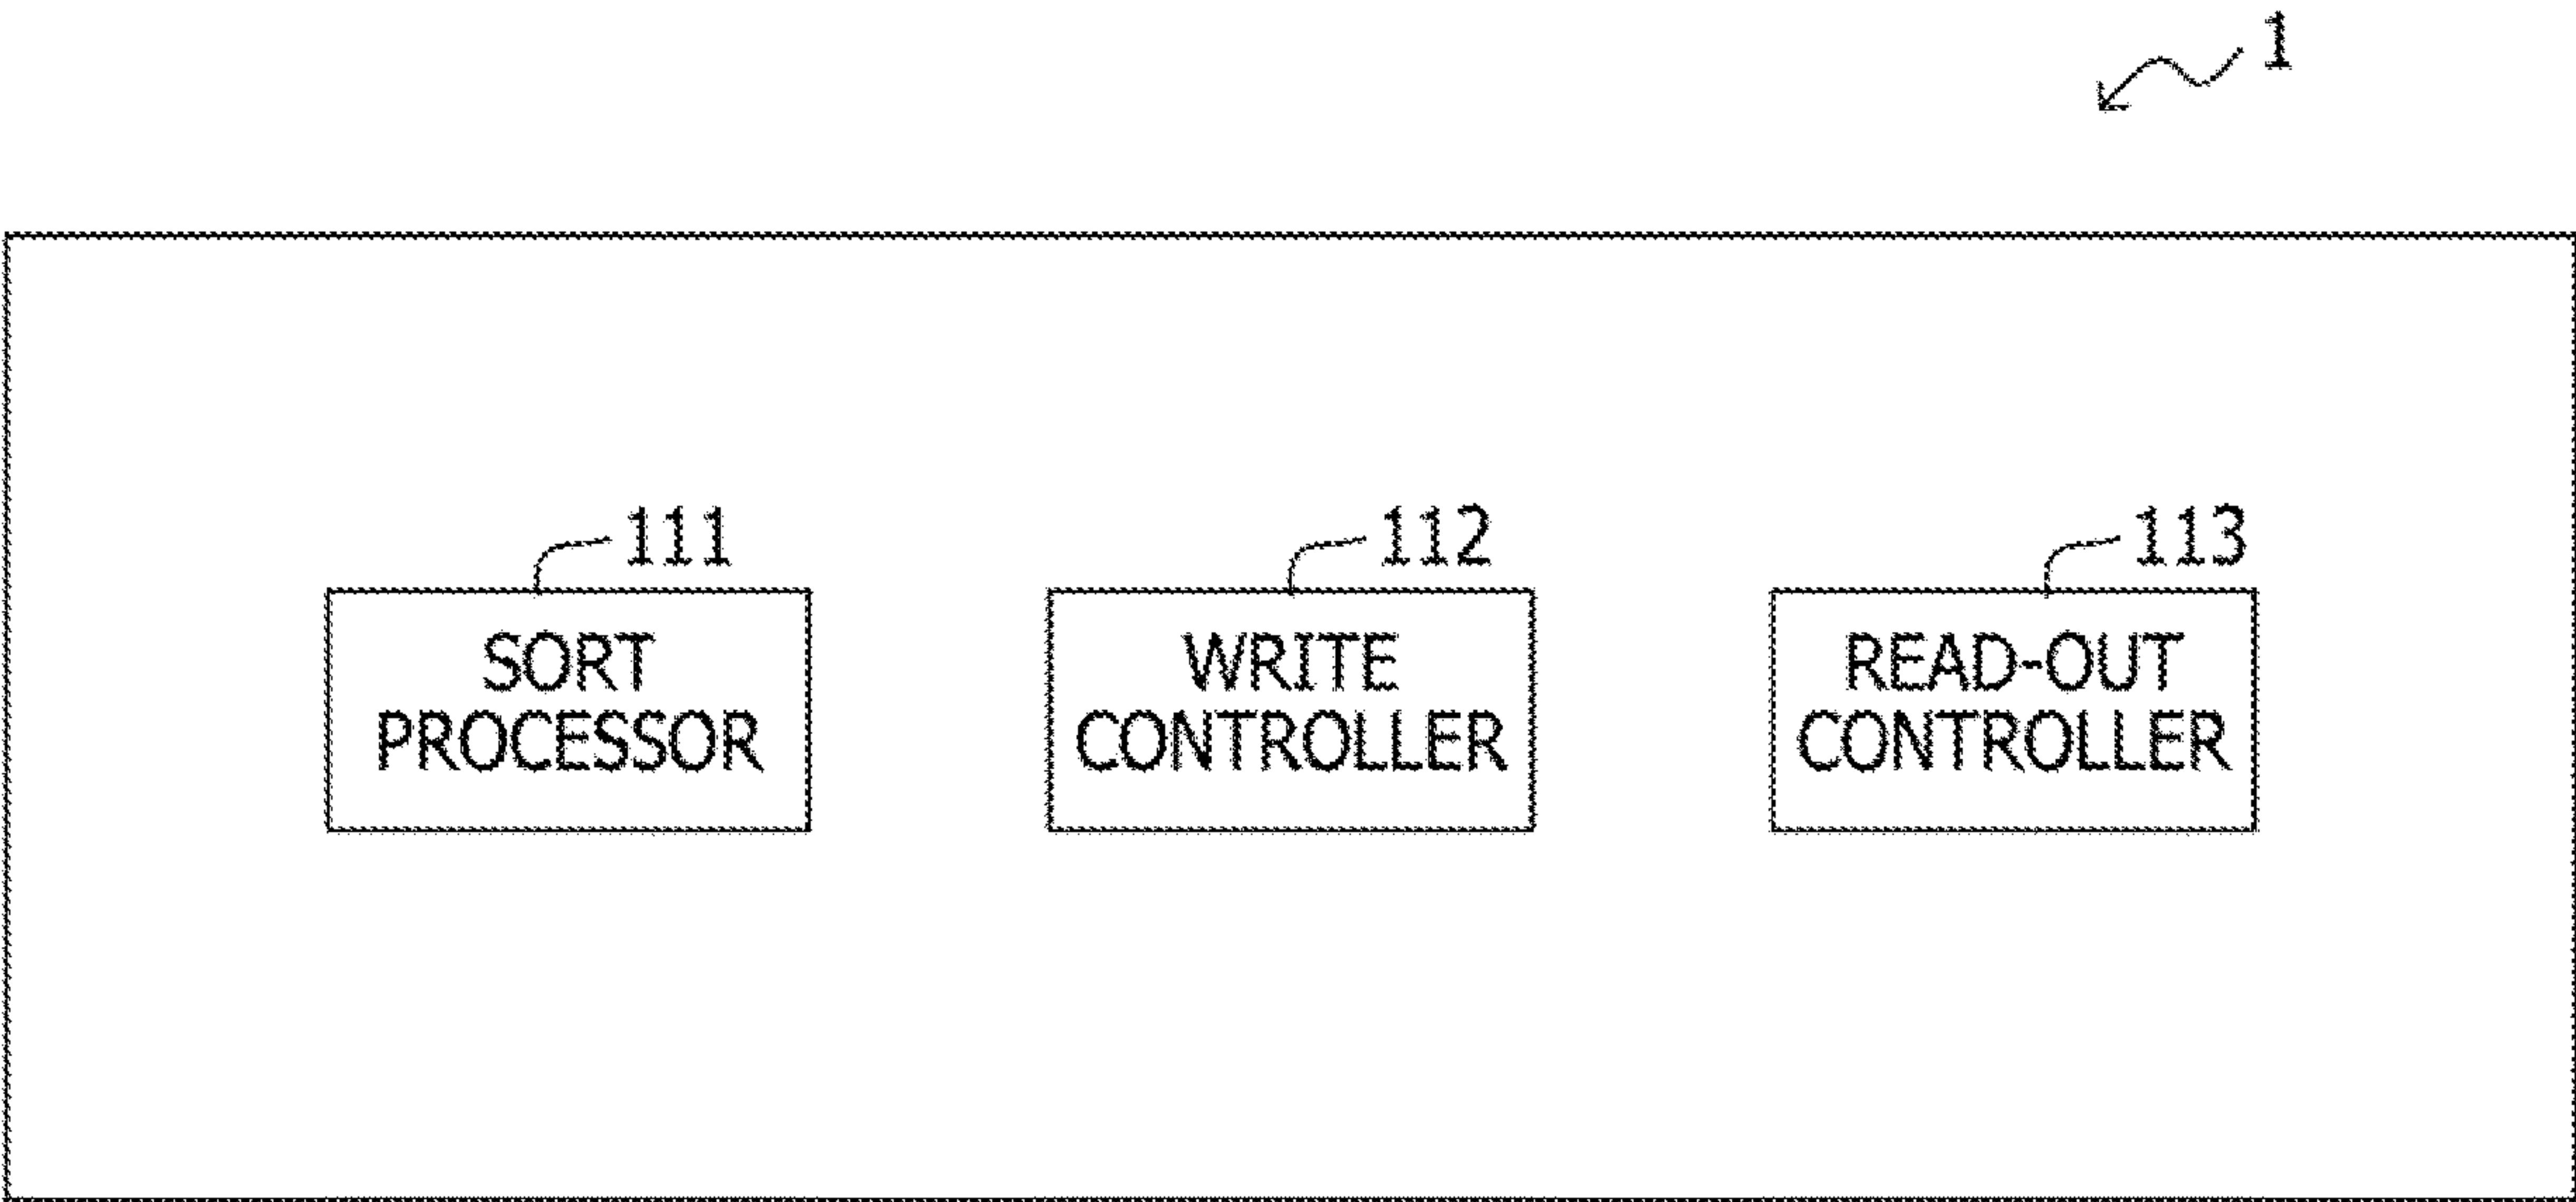 1
111
SORT
PROCESSOR
112
WRITE
CONTROLLER
113
READ-OUT
CONTROLLER